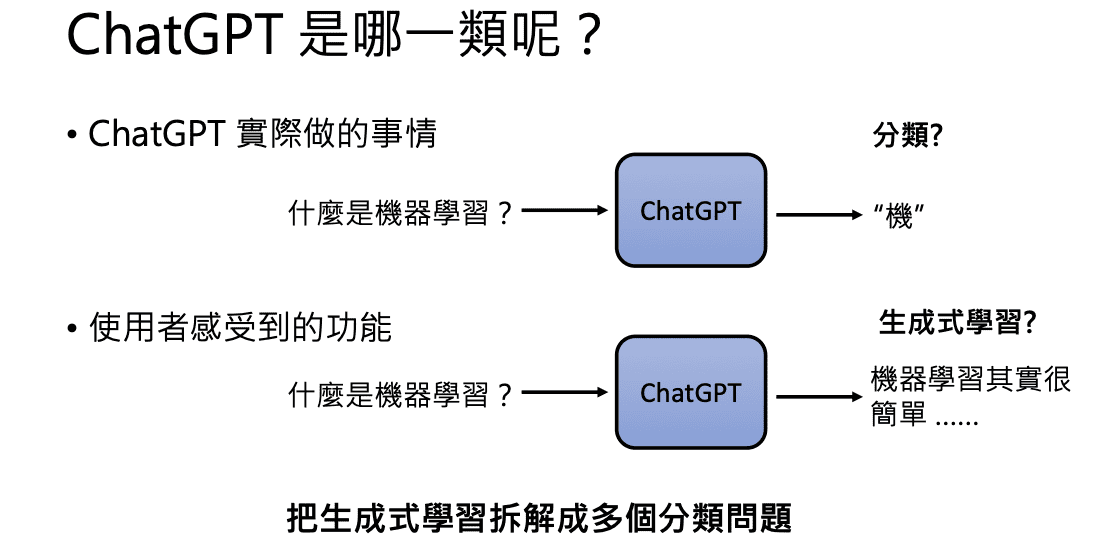 ChatGPT 是哪一類呢？
• ChatGPT 實際做的事情
分類?
什麼是機器學習？
ChatGPT
“機”
• 使用者感受到的功能
生成式學習?
什麼是機器學習？
ChatGPT
機器學習其實很
簡單 ……
把生成式學習拆解成多個分類問題